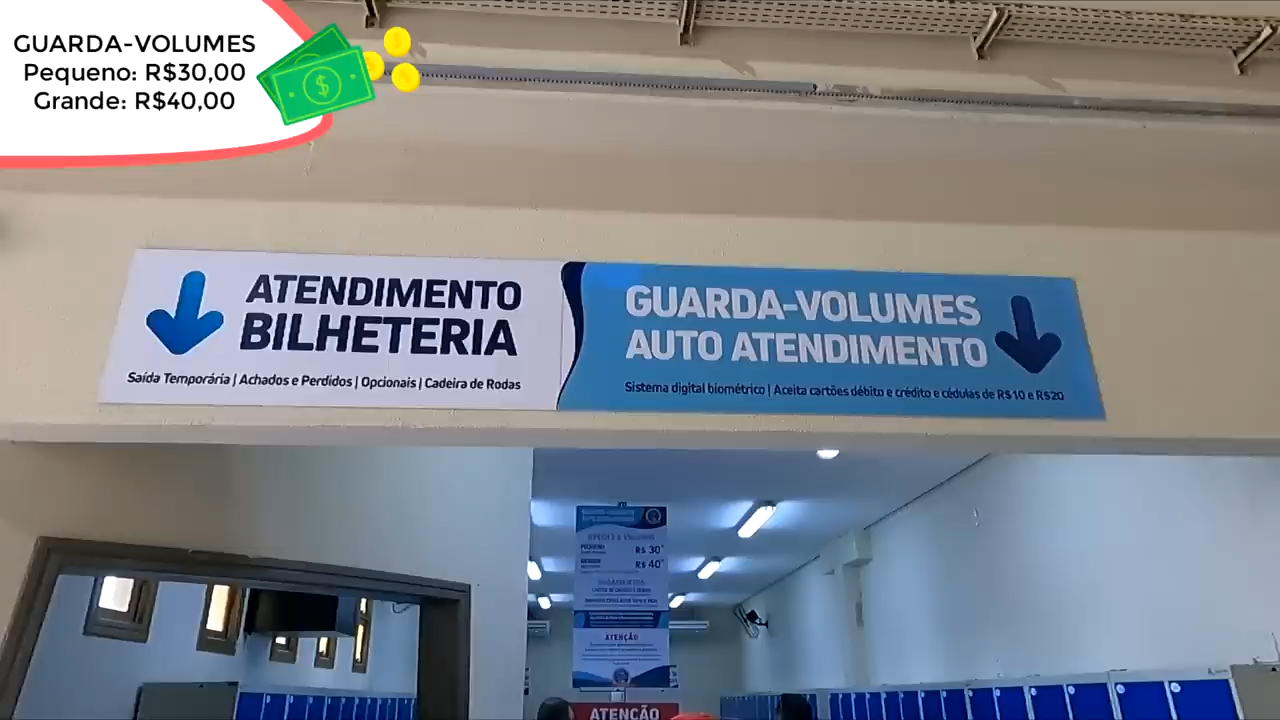 GUARDA-VOLUMES
Pequeno: R$30,00
Grande: R$40,00
ATENDIMENTO
BILHETERIA
Saída Temporária | Achados e Perdidos | Opcionais | Cadeira de Rodas
GUARDA-VOLUMES
AUTO ATENDIMENTO
Sistema digital biométrico | Aceita cartões débito e crédito e cédulas de R$10 e R$20
R$ 30
R$ 40
ATENÇÃO
ATENÇÃO